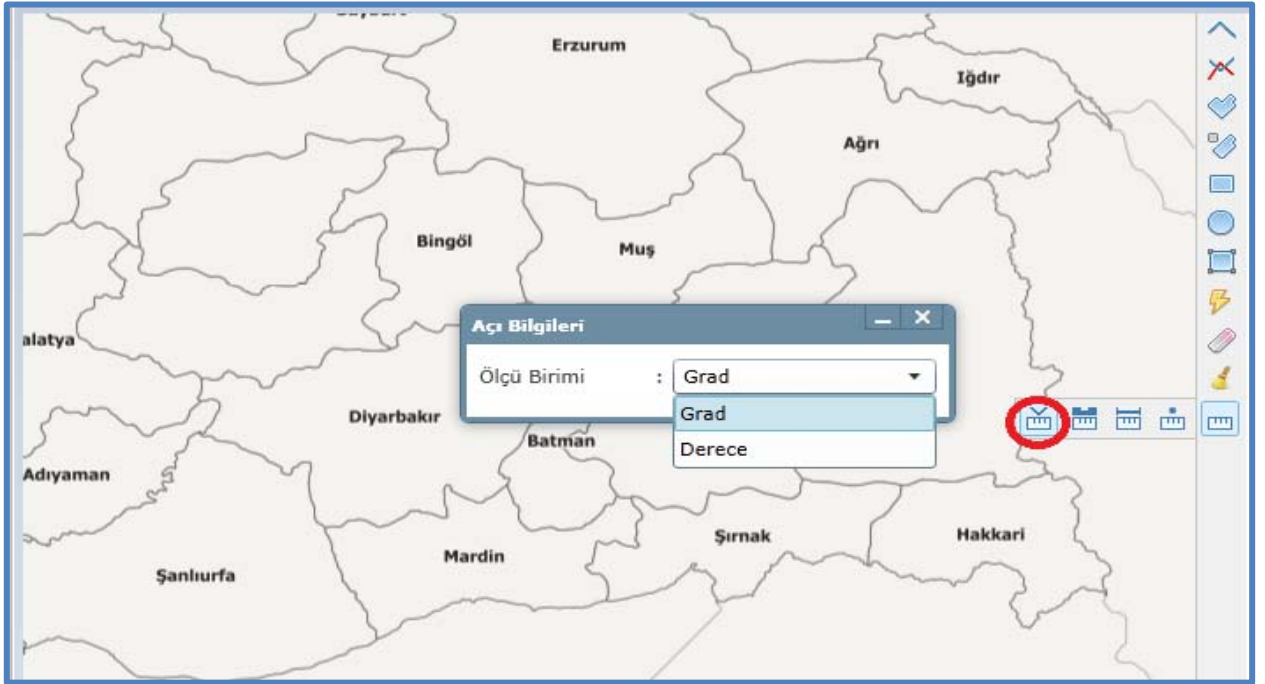 Erzurum
Iğdır
Ağrı
Bingöl
Muş
Açı Bilgileri
alatya
Ölçü Birimi : Grad
Grad
Diyarbakır
Batman
Derece
Adıyaman
Şırnak
Hakkari
Mardin
Şanlıurfa